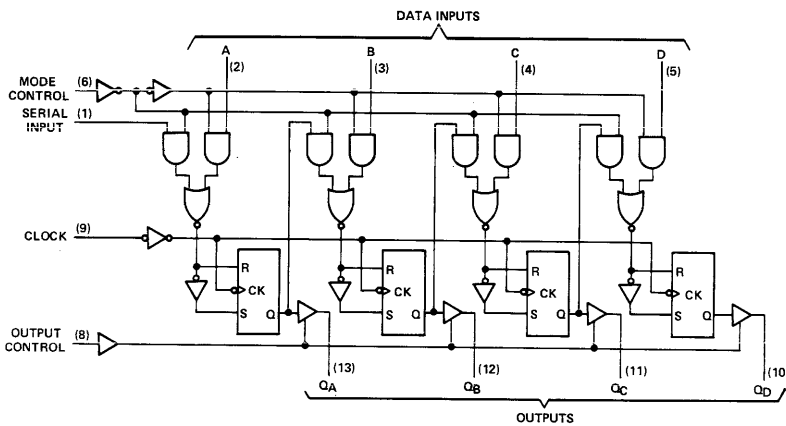 DATA INPUTS
A
(2)
B
(3)
C
(4)
D
(5)
MODE
CONTROL
(6)
SERIAL
INPUT
(1)
CLOCK
(9)
R
CK
S
Q
R
CK
S
Q
R
CK
S
Q
R
CK
S
Q
OUTPUT
CONTROL
(8)
(13)
QA
(12)
QB
(11)
QC
(10
QD
OUTPUTS